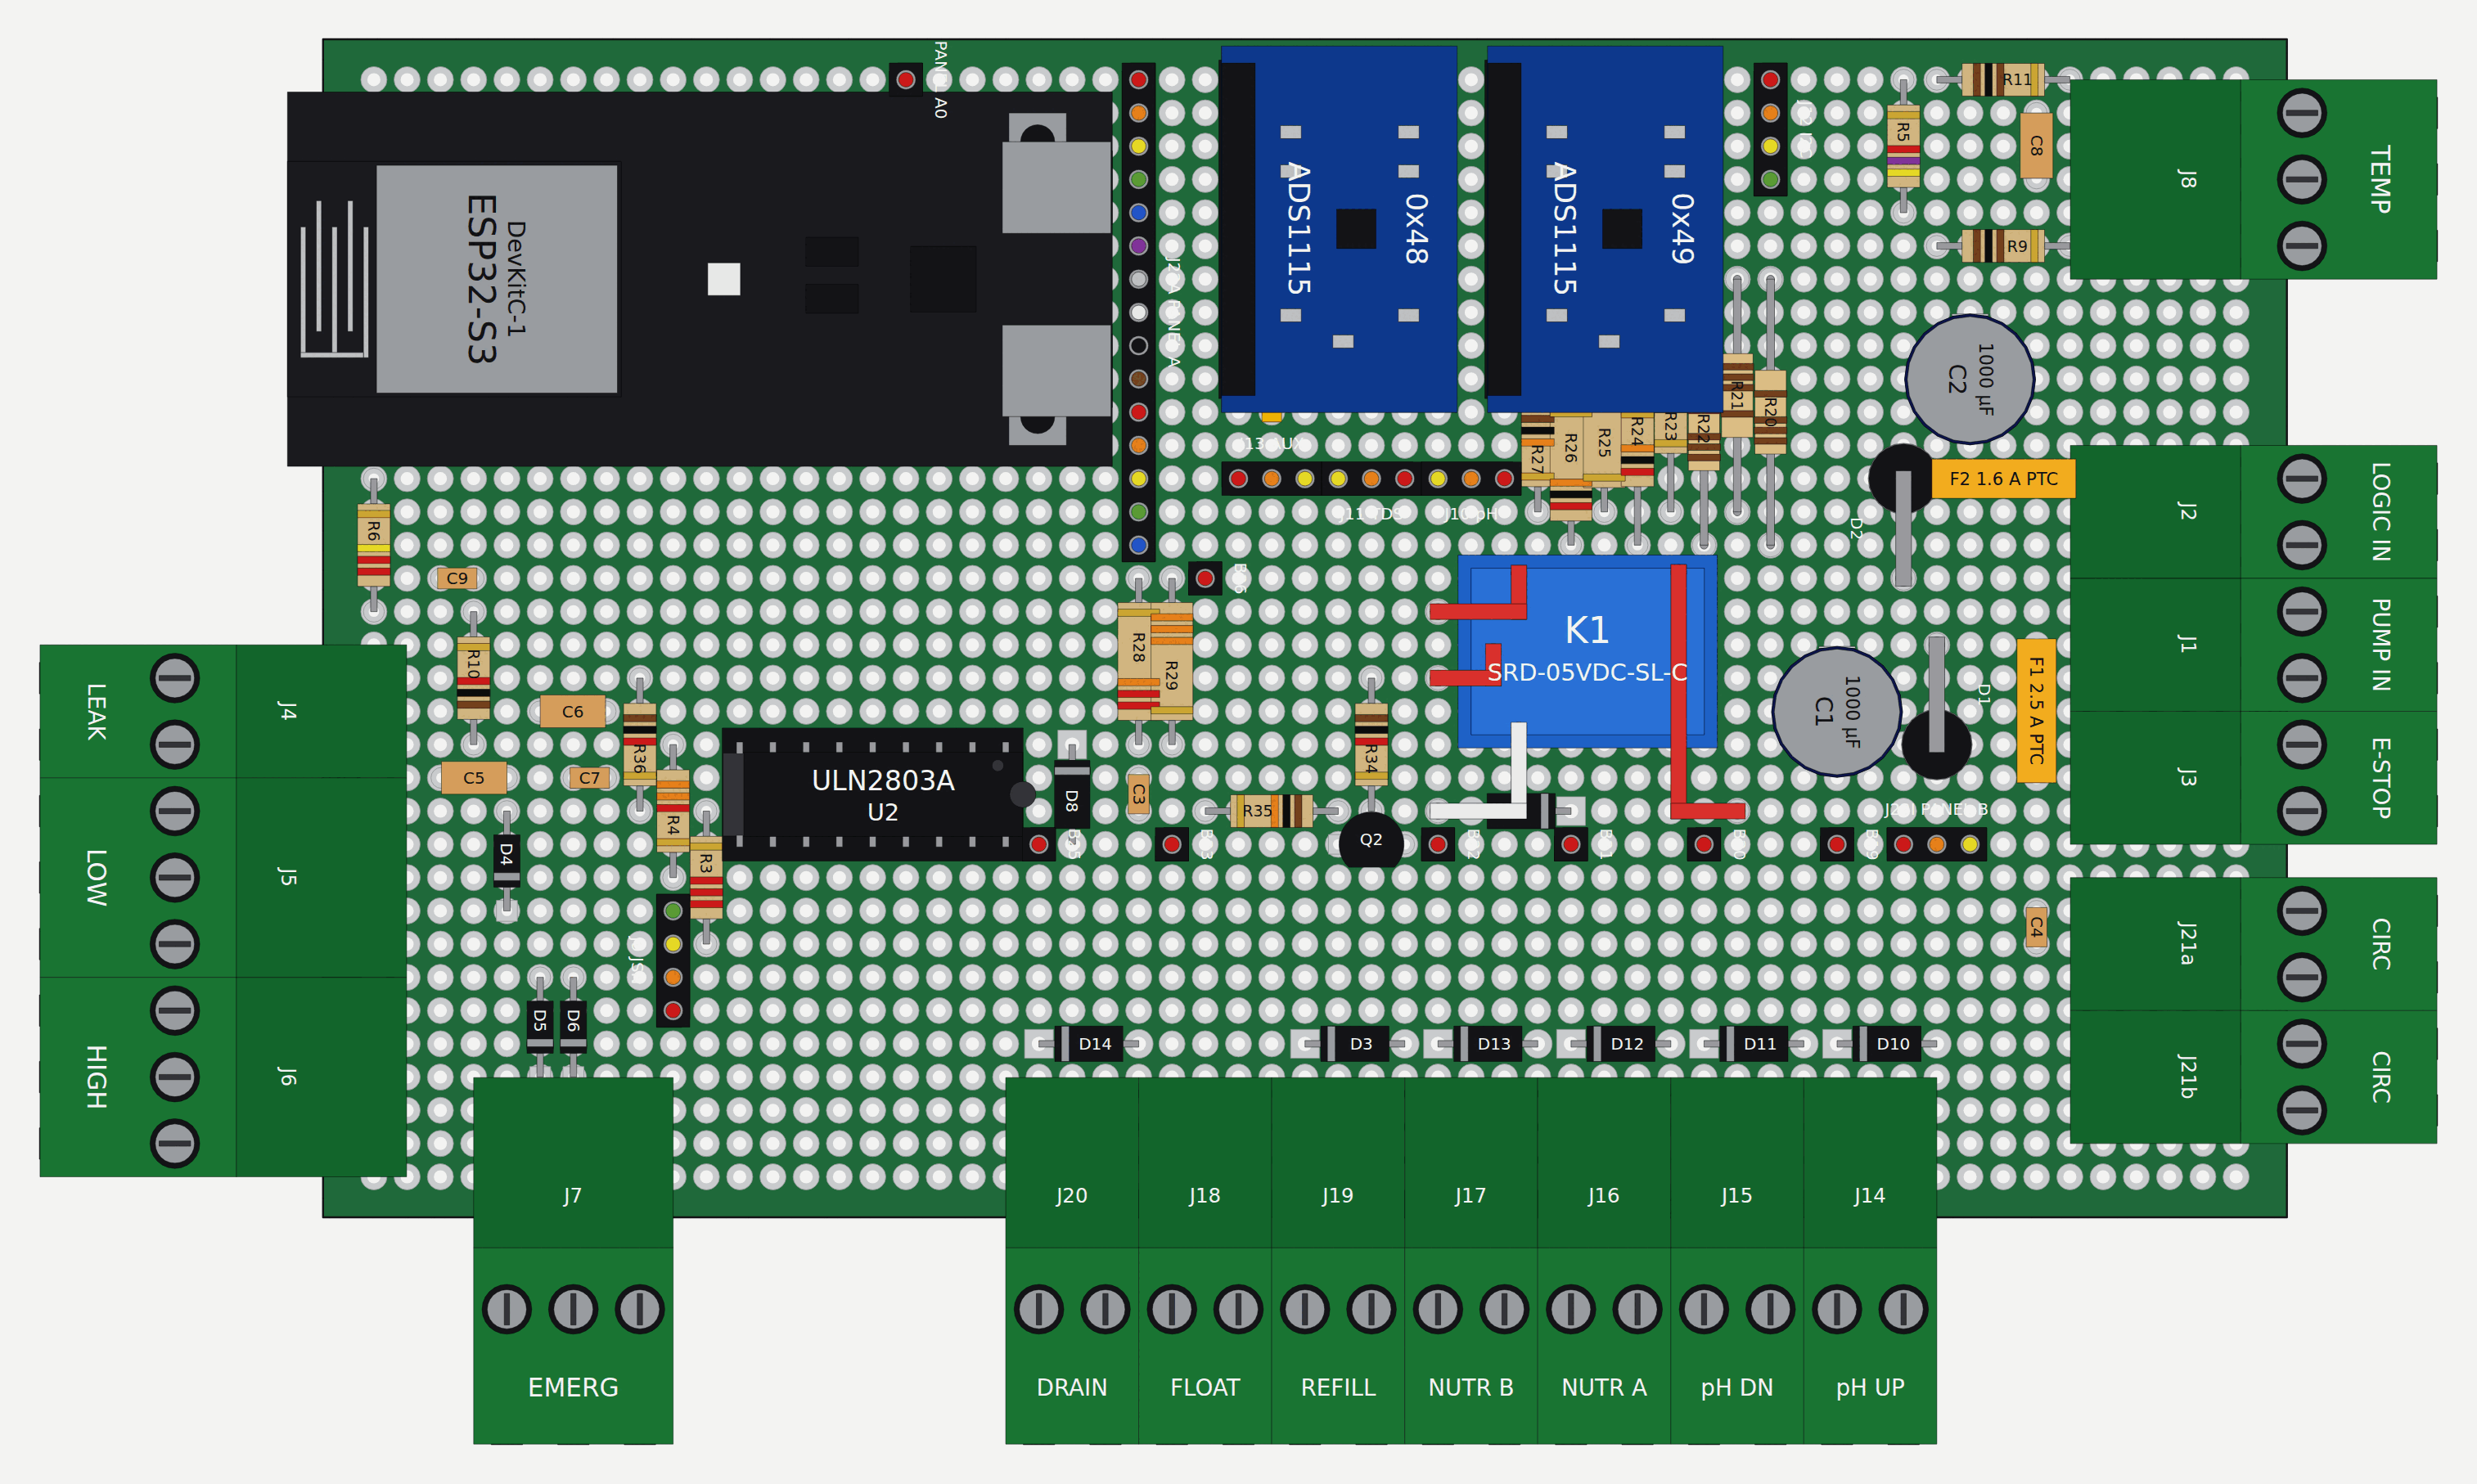 R11
TEMP
J8
C8
R5
R9
DevKitC-1
ESP32-S3
ADS1115
0x48
ADS1115
0x49
1000 µF
C2
R21
R20
R22
R23
R24
R25
R26
R27
F2 1.6 A PTC
D2
J2
LOGIC IN
R6
C9
R28
R29
K1
SRD-05VDC-SL-C
J1
PUMP IN
D1
1000 µF
C1
F1 2.5 A PTC
J3
E-STOP
LEAK
J4
R10
C6
C5
C7
R36
R4
R3
ULN2803A
U2
D8
C3
R35
R34
Q2
LOW
J5
D4
J21a
CIRC
C4
HIGH
J6
D5
D6
D14
D3
D13
D12
D11
D10
J21b
CIRC
J7
J20
J18
J19
J17
J16
J15
J14
EMERG
DRAIN
FLOAT
REFILL
NUTR B
NUTR A
pH DN
pH UP